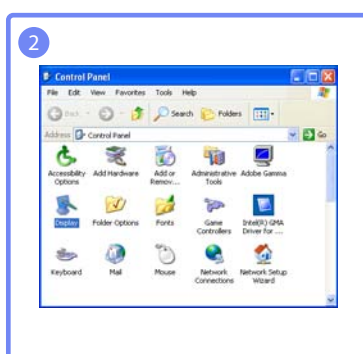 2
Control Panel
File Edit View Favorites Tools Help
Back Search Folders
Address Control Panel Go
Accessibility Options
Add Hardware
Add or Remov...
Administrative Tools
Adobe Gamma
Display
Folder Options
Fonts
Game Controllers
Intel(R) GMA Driver for ...
Keyboard
Mail
Mouse
Network Connections
Network Setup Wizard